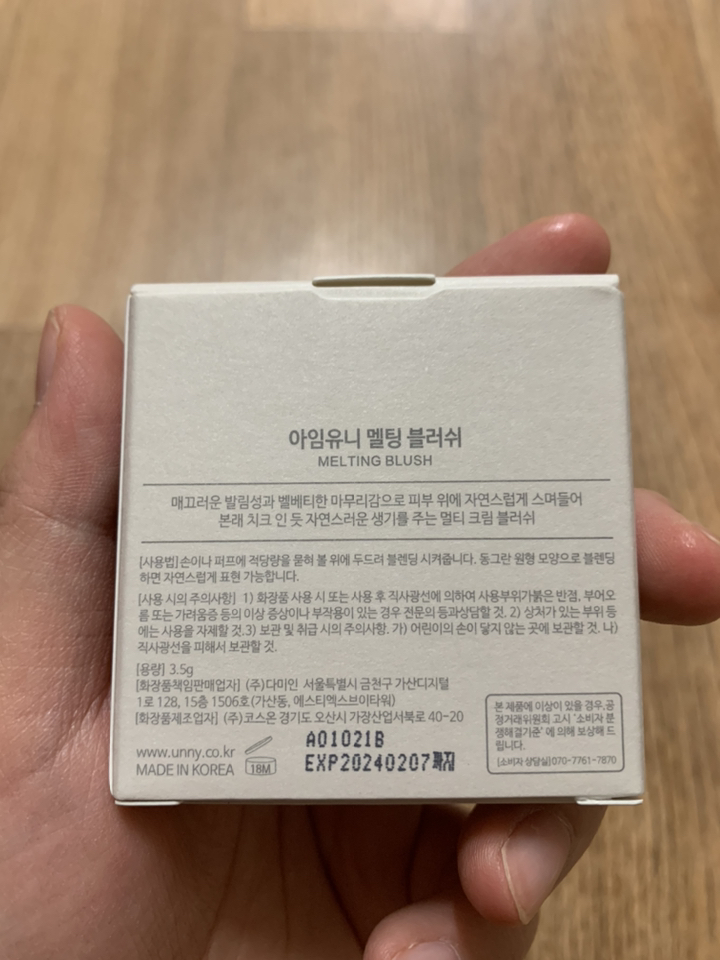 아임유니 멜팅 블러쉬
MELTING BLUSH
매끄러운 발림성과 벨베티한 마무리감으로 피부 위에 자연스럽게 스며들어
본래 치크 인 듯 자연스러운 생기를 주는 멀티 크림 블러쉬
[사용법]손이나 퍼프에 적당량을 묻혀 볼 위에 두드려 블렌딩 시켜줍니다. 동그란 원형 모양으로 블렌딩
하면 자연스럽게 표현 가능합니다.
[사용 시의 주의사항] 1) 화장품 사용 시 또는 사용 후 직사광선에 의하여 사용부위가붉은 반점, 부어오
름 또는 가려움증 등의 이상 증상이나 부작용이 있는 경우 전문의 등과상담할 것. 2) 상처가 있는 부위 등
에는 사용을 자제할 것.3) 보관 및 취급 시의 주의사항. 가) 어린이의 손이 닿지 않는 곳에 보관할 것. 나)
직사광선을 피해서 보관할 것.
[용량] 3.5g
[화장품책임판매업자] (주)다미인 서울특별시 금천구 가산디지털
1로 128, 15층 1506호(가산동, 에스티엑스브이타워)
[화장품제조업자] (주)코스온 경기도 오산시 가장산업서북로 40-20
본 제품에 이상이 있을 경우,공
정거래위원회 고시 '소비자 분
쟁해결기준' 에 의해 보상해 드
립니다.
[소비자 상담실]070-7761-7870
www.unny.co.kr
MADE IN KOREA
18M
A01021B
EXP20240207까지